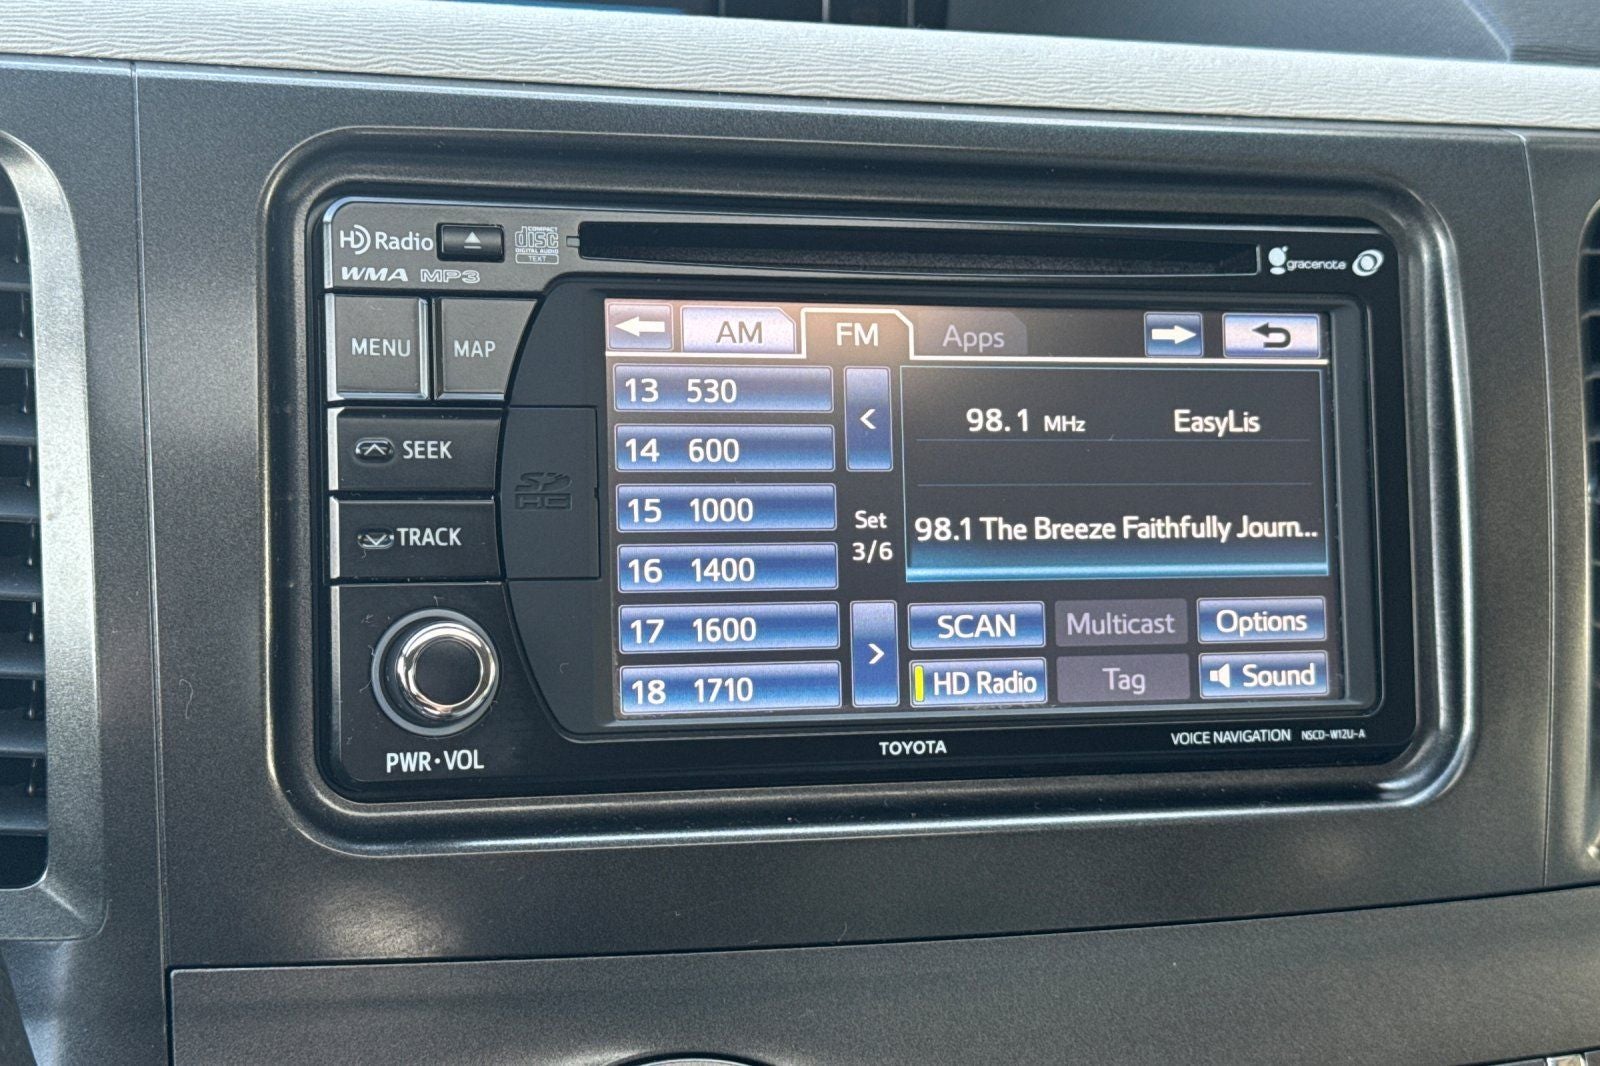 HD Radio
COMPACT
disc
DIGITAL AUDIO
TEXT
gracenote
WMA MP3
MENU
MAP
SEEK
TRACK
SD
HC
PWR•VOL
AM
FM
Apps
13 530
14 600
15 1000
16 1400
17 1600
18 1710
<
Set
3/6
>
98.1 MHz EasyLis
98.1 The Breeze Faithfully Journ...
SCAN
Multicast
Options
HD Radio
Tag
Sound
TOYOTA
VOICE NAVIGATION NSCD-W12U-A